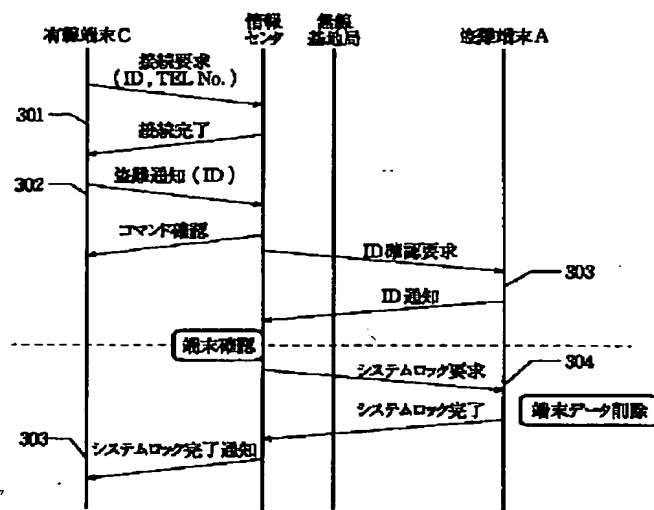 有線端末C
情報
センタ
無線
基地局
盗難端末A
接続要求
(ID, TEL No.)
301
接続完了
302
盗難通知 (ID)
コマンド確認
ID確認要求
303
ID通知
端末確認
304
システムロック要求
システムロック完了
端末データ削除
303
システムロック完了通知